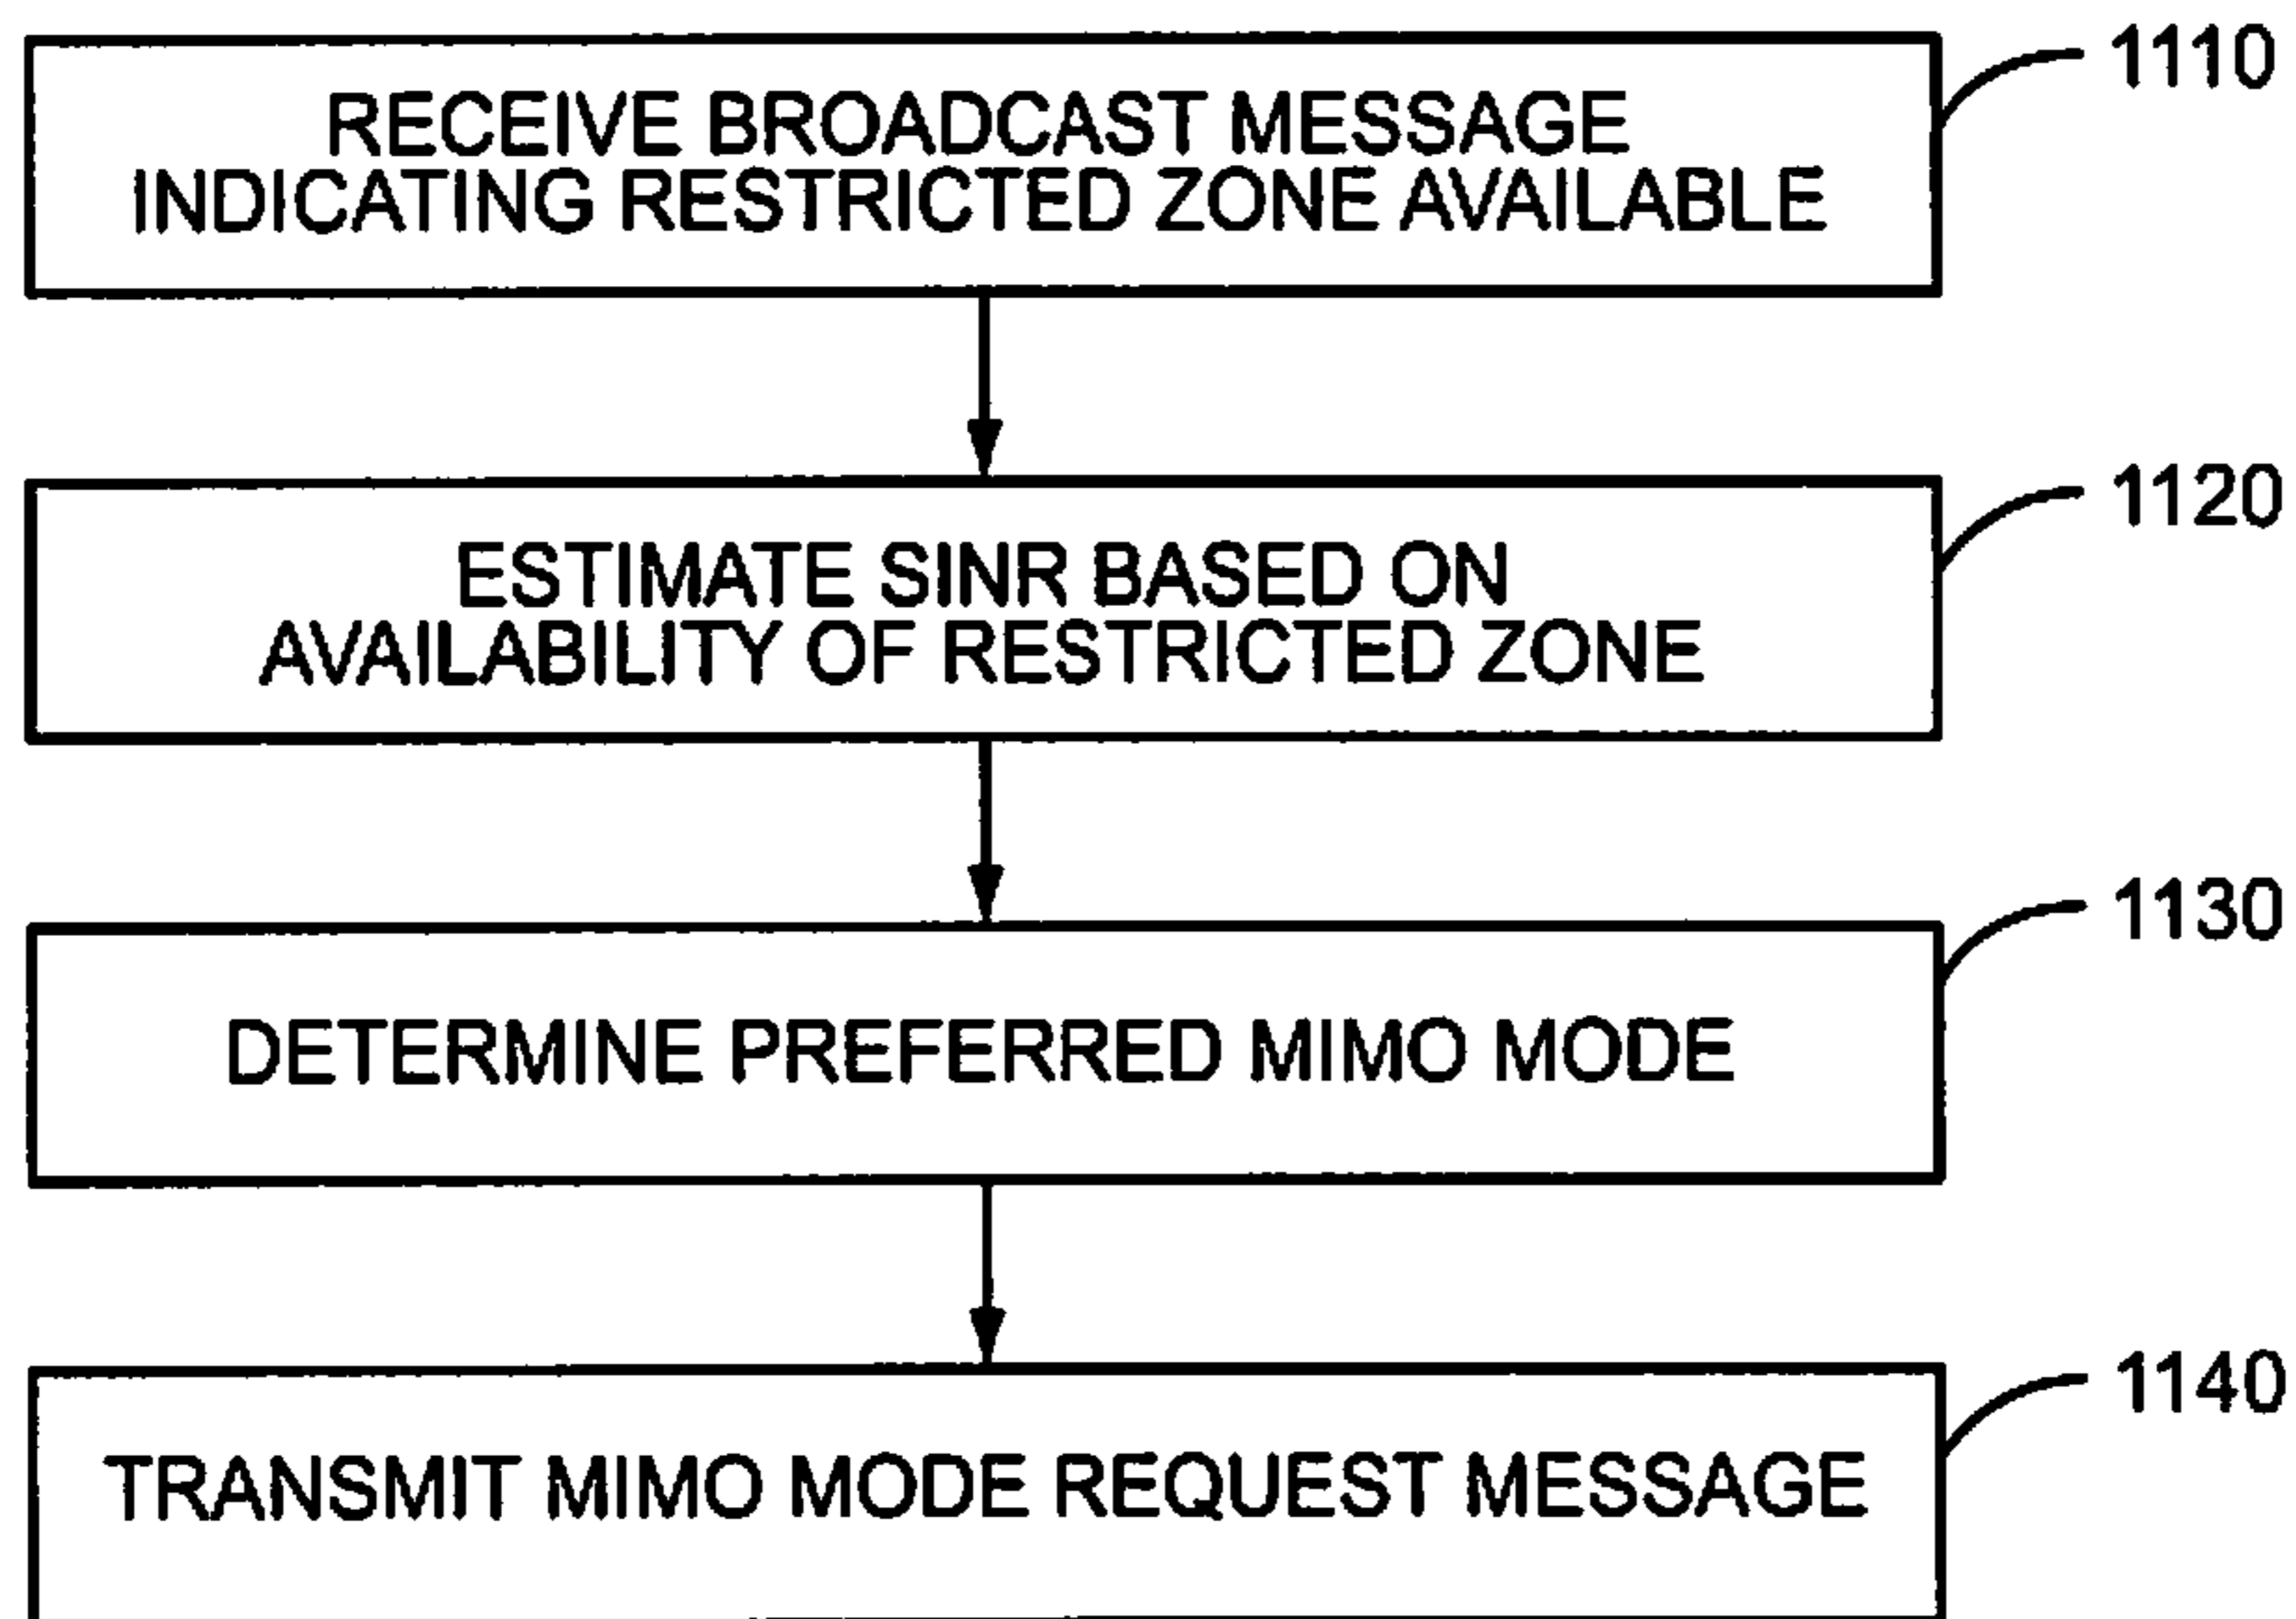 RECEIVE BROADCAST MESSAGE
INDICATING RESTRICTED ZONE AVAILABLE
1110
ESTIMATE SINR BASED ON
AVAILABILITY OF RESTRICTED ZONE
1120
DETERMINE PREFERRED MIMO MODE
1130
TRANSMIT MIMO MODE REQUEST MESSAGE
1140